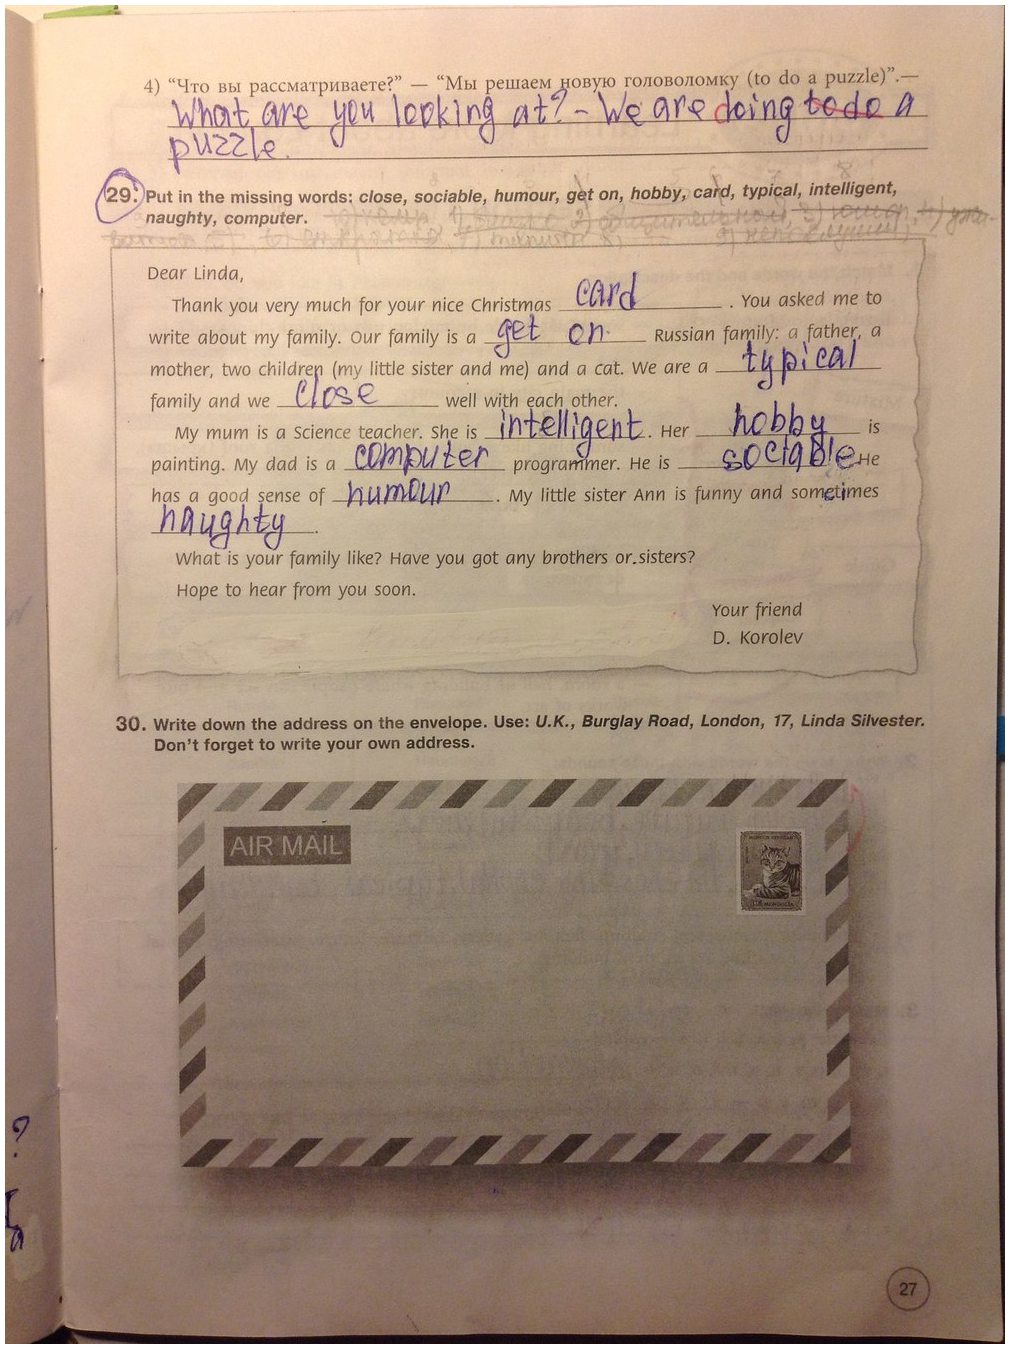 4) “Что вы рассматриваете?” — “Мы решаем новую головоломку (to do a puzzle)”.—
What are you looking at? - We are doing to do a
puzzle.
29. Put in the missing words: close, sociable, humour, get on, hobby, card, typical, intelligent,
naughty, computer.
Dear Linda,
Thank you very much for your nice Christmas card. You asked me to
write about my family. Our family is a get on Russian family: a father, a
mother, two children (my little sister and me) and a cat. We are a typical
family and we close well with each other.
My mum is a Science teacher. She is intelligent. Her hobby is
painting. My dad is a computer programmer. He is sociable. He
has a good sense of humour. My little sister Ann is funny and sometimes
naughty.
What is your family like? Have you got any brothers or sisters?
Hope to hear from you soon.
Your friend
D. Korolev
30. Write down the address on the envelope. Use: U.K., Burglay Road, London, 17, Linda Silvester.
Don't forget to write your own address.
AIR MAIL
27